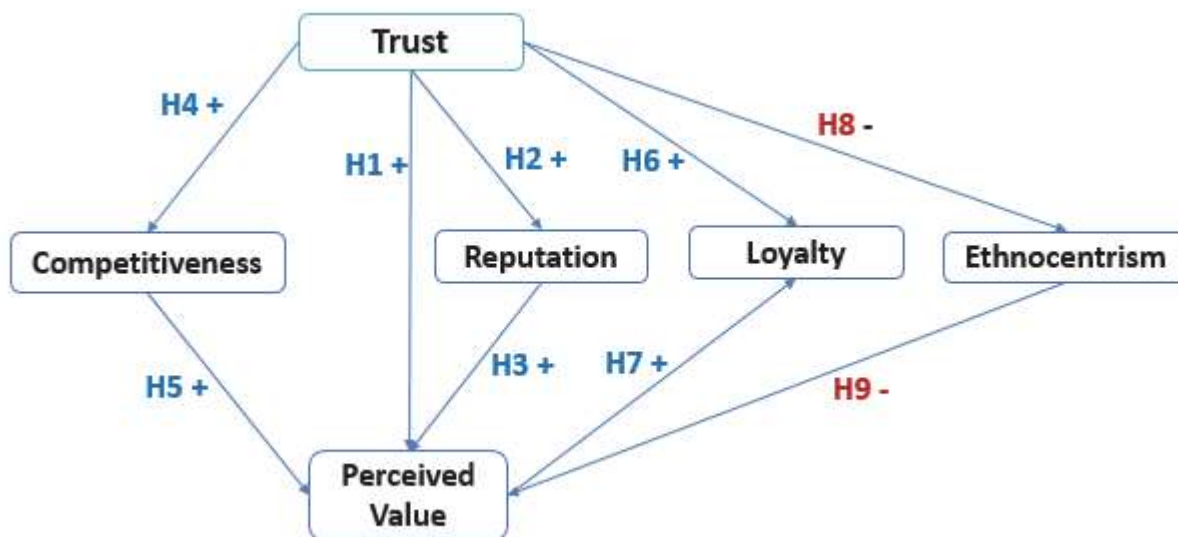 Trust
H4 +
H1 +
H2 +
H6 +
H8 -
Competitiveness
Reputation
Loyalty
Ethnocentrism
H5 +
H3 +
H7 +
H9 -
Perceived
Value